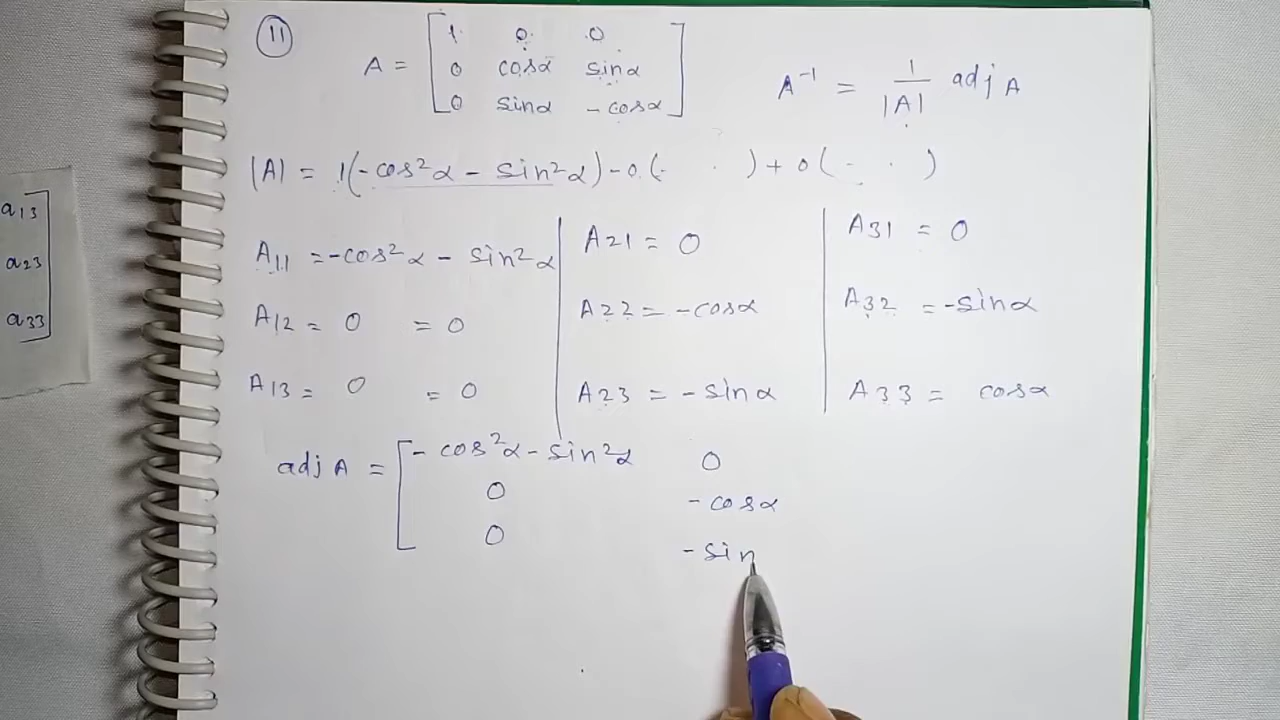 11
A = [ 1 0 0
0 cosα sinα
0 sinα -cosα ]
A⁻¹ = 1/|A| adj A
|A| = 1(-cos²α - sin²α) - 0(· ·) + 0(· ·)
a13
a23
a33
A11 = -cos²α - sin²α
A12 = 0 = 0
A13 = 0 = 0
A21 = 0
A22 = -cosα
A23 = -sinα
A31 = 0
A32 = -sinα
A33 = cosα
adj A = [ -cos²α - sin²α 0
0 -cosα
0 -sin